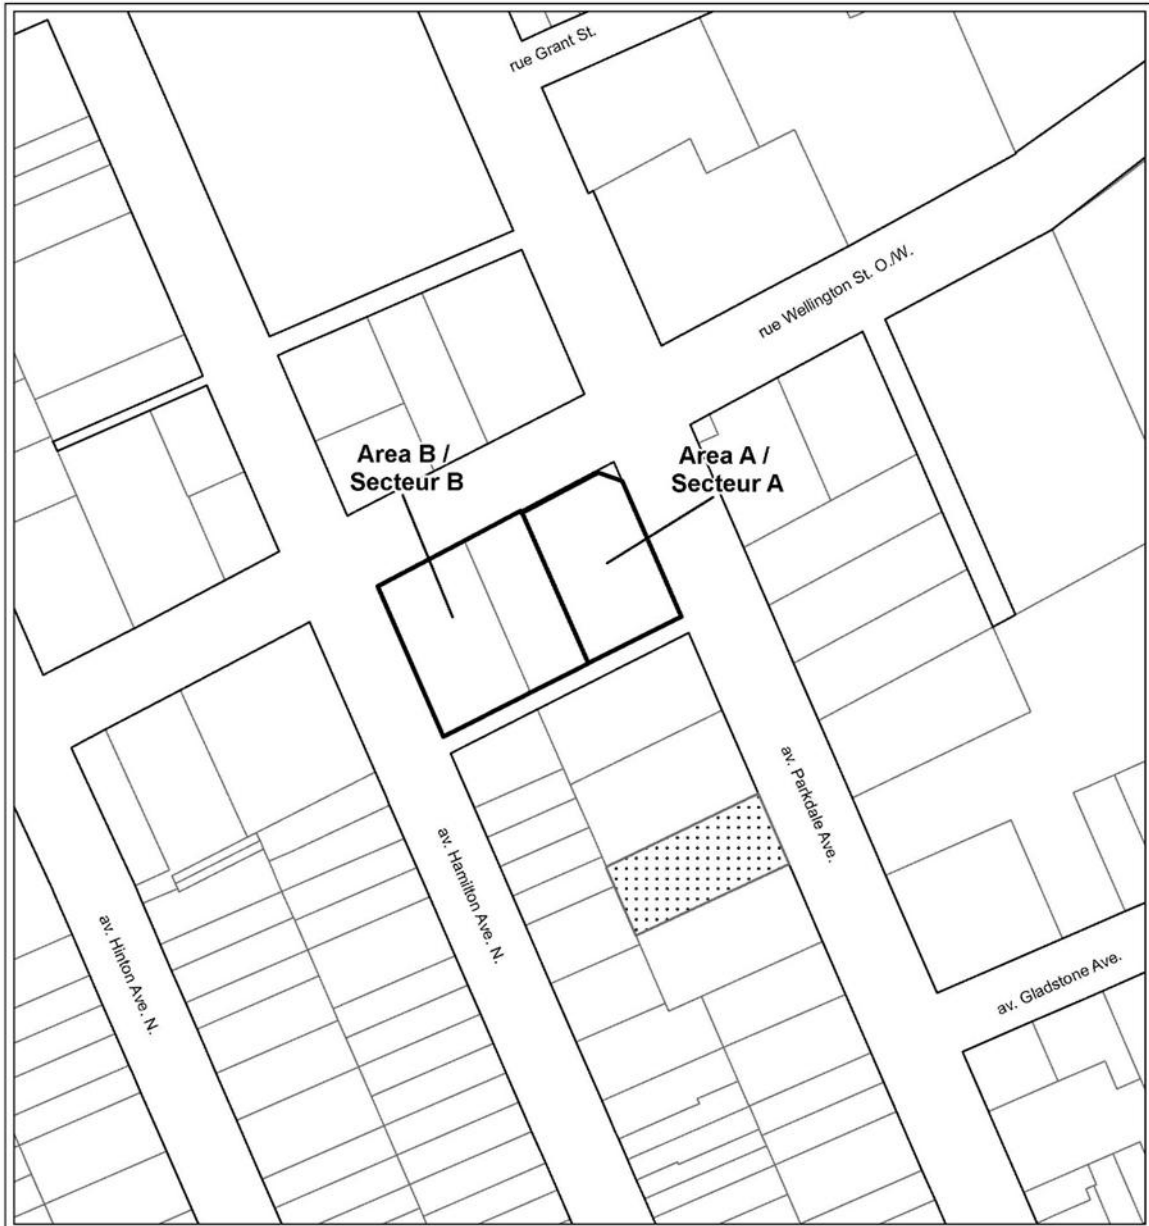 rue Grant St.
rue Wellington St. O./W.
Area B /
Secteur B
Area A /
Secteur A
av. Parkdale Ave.
av. Hamilton Ave. N.
av. Hinton Ave. N.
av. Gladstone Ave.